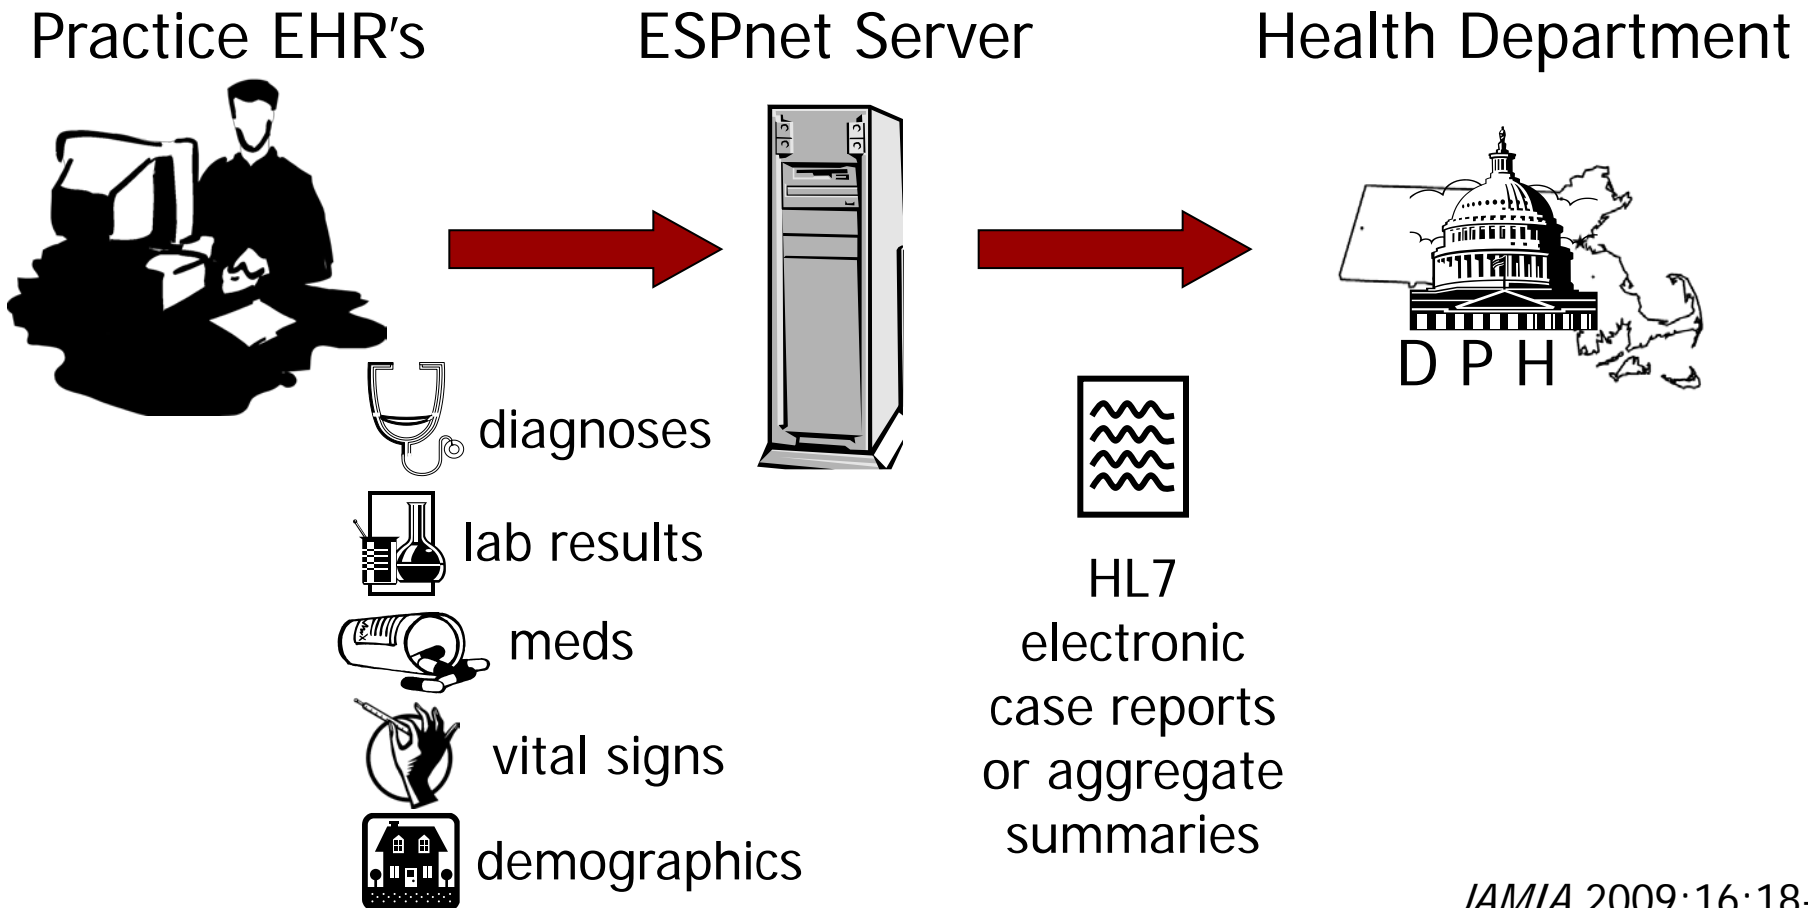 Practice EHR's
ESPnet Server
Health Department
D P H
diagnoses
lab results
meds
vital signs
demographics
HL7
electronic
case reports
or aggregate
summaries
JAMIA 2009;16:18-